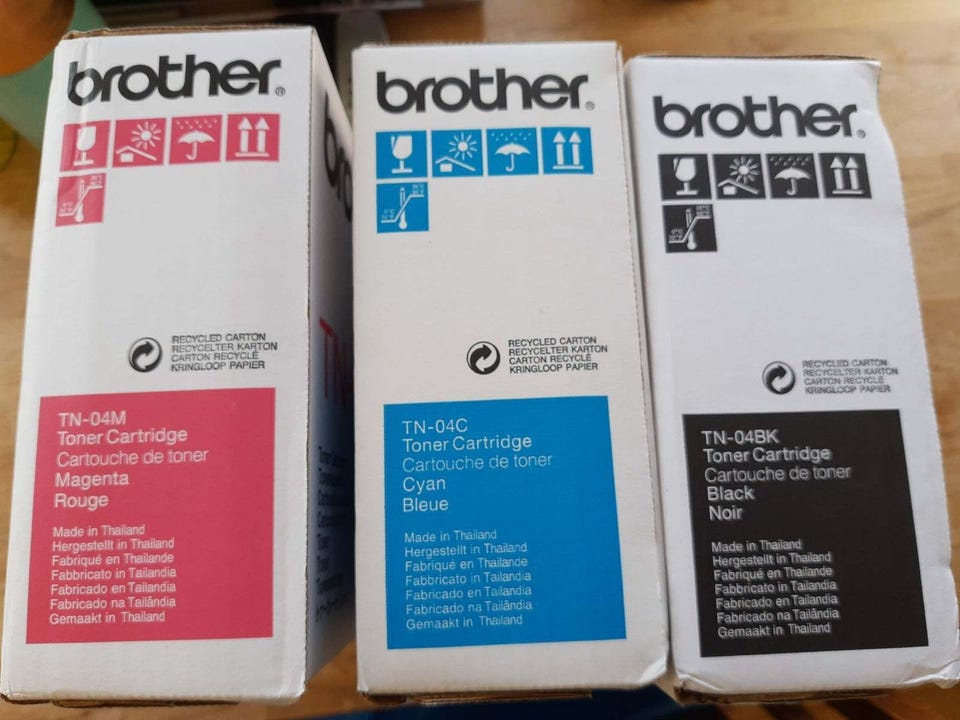 brother®
RECYCLED CARTON
RECYCELTER KARTON
CARTON RECYCLÉ
KRINGLOOP PAPIER
TN-04M
Toner Cartridge
Cartouche de toner
Magenta
Rouge
Made in Thailand
Hergestellt in Thailand
Fabriqué en Thaïlande
Fabbricato in Tailandia
Fabricado en Tailandia
Fabricado na Tailândia
Gemaakt in Thailand
brother®
RECYCLED CARTON
RECYCELTER KARTON
CARTON RECYCLÉ
KRINGLOOP PAPIER
TN-04C
Toner Cartridge
Cartouche de toner
Cyan
Bleue
Made in Thailand
Hergestellt in Thailand
Fabriqué en Thaïlande
Fabbricato in Tailandia
Fabricado en Tailandia
Fabricado na Tailândia
Gemaakt in Thailand
brother®
RECYCLED CARTON
RECYCELTER KARTON
CARTON RECYCLÉ
KRINGLOOP PAPIER
TN-04BK
Toner Cartridge
Cartouche de toner
Black
Noir
Made in Thailand
Hergestellt in Thailand
Fabriqué en Thaïlande
Fabbricato in Tailandia
Fabricado en Tailandia
Fabricado na Tailândia
Gemaakt in Thailand